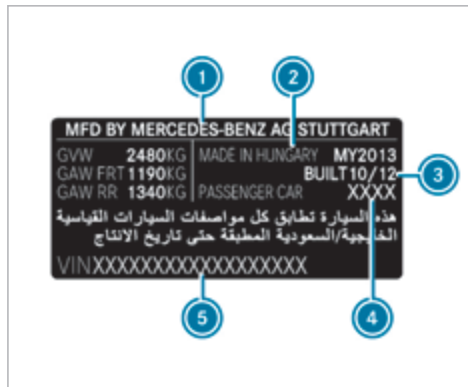 1
2
MFD BY MERCEDES-BENZ AG STUTTGART
GVW 2480KG MADE IN HUNGARY MY2013
BUILT 10/12
3
GAW FRT 1190KG
GAW RR 1340KG PASSENGER CAR XXXX
هذه السيارة تطابق كل مواصفات السيارات القياسية
الخليجية/السعودية المطبقة حتى تاريخ الانتاج
VIN XXXXXXXXXXXXXXXXXX
5
4